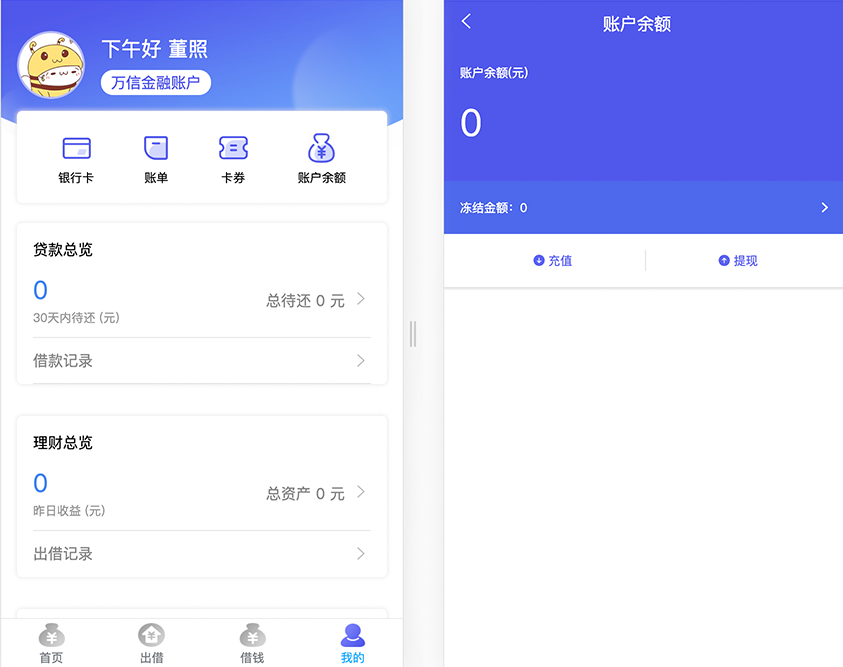 下午好 董照
万信金融账户
银行卡
账单
卡券
账户余额
贷款总览
0
30天内待还 (元)
总待还 0 元
借款记录
理财总览
0
昨日收益 (元)
总资产 0 元
出借记录
首页
出借
借钱
我的
账户余额
账户余额(元)
0
冻结金额：0
充值
提现